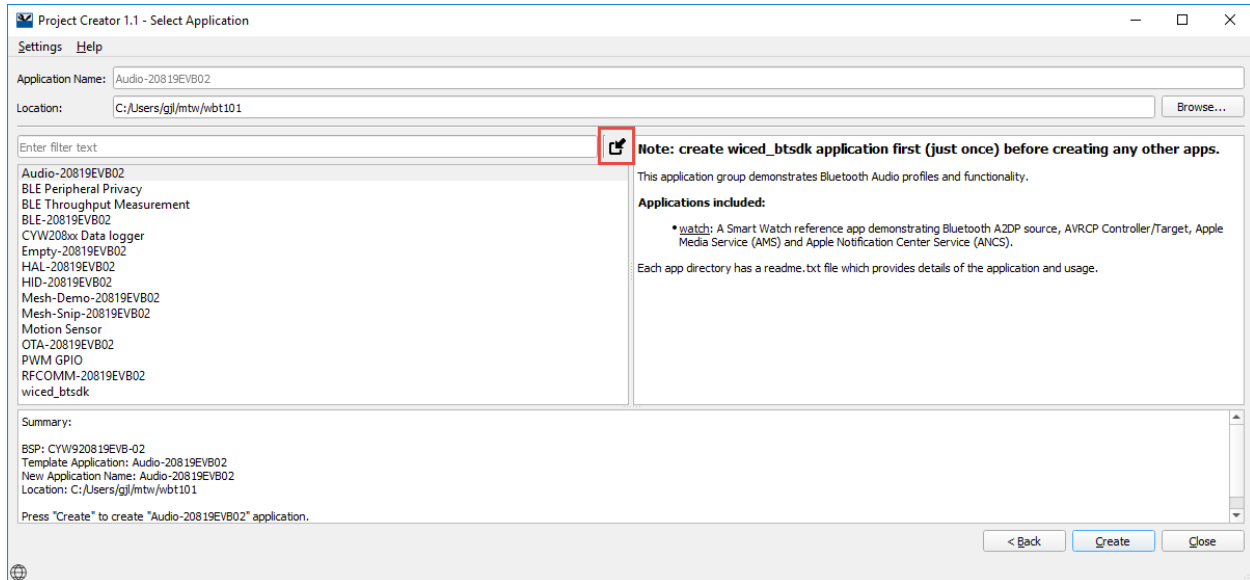 Project Creator 1.1 - Select Application
Settings Help
Application Name: Audio-20819EVB02
Location: C:/Users/gjl/mtw/wbt101 Browse...
Enter filter text
Audio-20819EVB02
BLE Peripheral Privacy
BLE Throughput Measurement
BLE-20819EVB02
CYW208xx Data logger
Empty-20819EVB02
HAL-20819EVB02
HID-20819EVB02
Mesh-Demo-20819EVB02
Mesh-Snip-20819EVB02
Motion Sensor
OTA-20819EVB02
PWM GPIO
RFCOMM-20819EVB02
wiced_btsdk
Note: create wiced_btsdk application first (just once) before creating any other apps.
This application group demonstrates Bluetooth Audio profiles and functionality.
Applications included:
• watch: A Smart Watch reference app demonstrating Bluetooth A2DP source, AVRCP Controller/Target, Apple
Media Service (AMS) and Apple Notification Center Service (ANCS).
Each app directory has a readme.txt file which provides details of the application and usage.
Summary:
BSP: CYW920819EVB-02
Template Application: Audio-20819EVB02
New Application Name: Audio-20819EVB02
Location: C:/Users/gjl/mtw/wbt101
Press "Create" to create "Audio-20819EVB02" application.
< Back Create Close